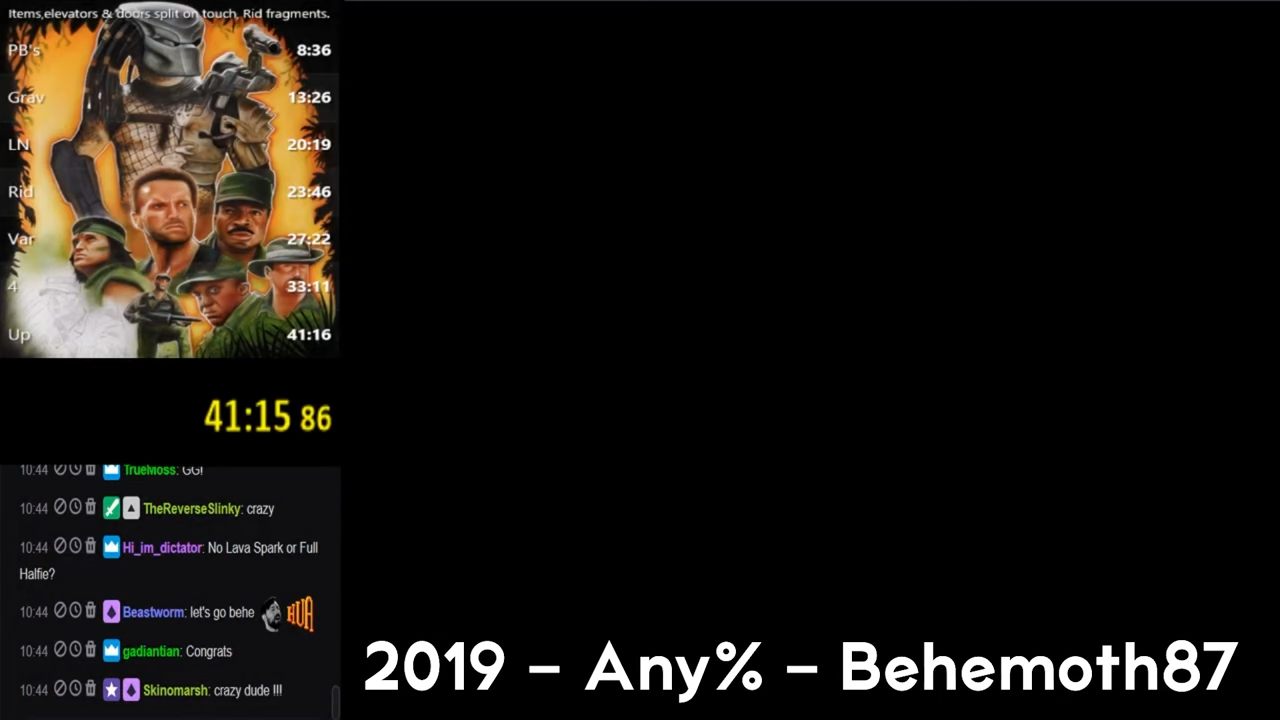 Items,elevators & doors split on touch, Rid fragments.
PB's 8:36
Grav 13:26
LN 20:19
Rid 23:46
Var 27:22
4 33:11
Up 41:16
41:15 86
10:44 TrueMoss: GG!
10:44 TheReverseSlinky: crazy
10:44 Hi_im_dictator: No Lava Spark or Full
Halfie?
10:44 Beastworm: let's go behe HUA
10:44 gadiantian: Congrats
10:44 Skinomarsh: crazy dude !!!
2019 – Any% – Behemoth87